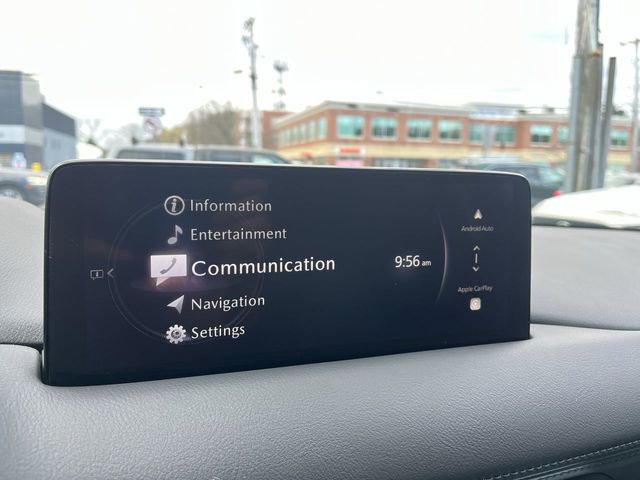 Information
Entertainment
Communication
Navigation
Settings
9:56 am
Android Auto
Apple CarPlay